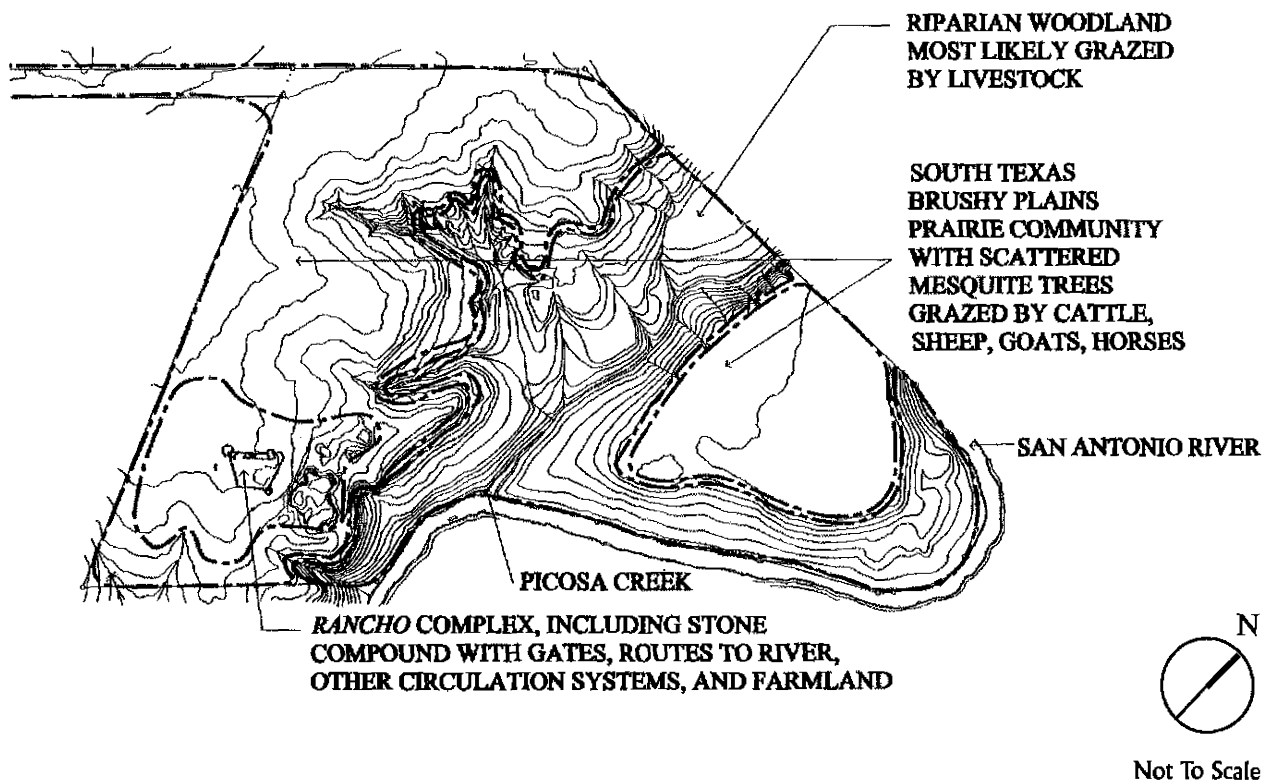 RIPARIAN WOODLAND
MOST LIKELY GRAZED
BY LIVESTOCK
SOUTH TEXAS
BRUSHY PLAINS
PRAIRIE COMMUNITY
WITH SCATTERED
MESQUITE TREES
GRAZED BY CATTLE,
SHEEP, GOATS, HORSES
SAN ANTONIO RIVER
PICOSA CREEK
RANCHO COMPLEX, INCLUDING STONE
COMPOUND WITH GATES, ROUTES TO RIVER,
OTHER CIRCULATION SYSTEMS, AND FARMLAND
N
Not To Scale